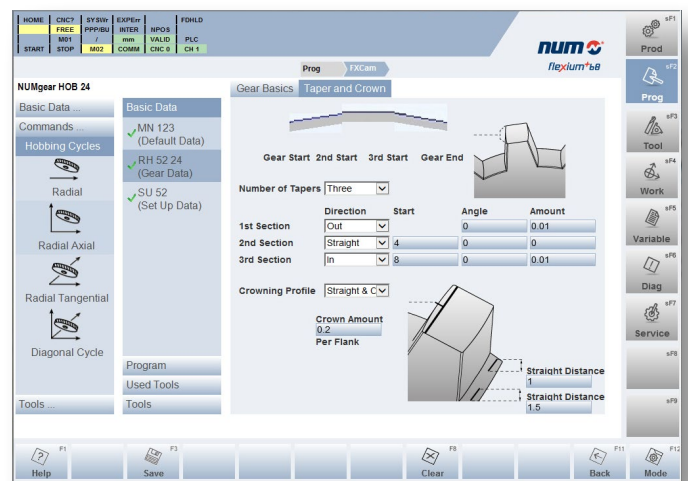 HOME CNC? SYSWr EXPErr FDHLD
FREE PPP/BU INTER NPOS
M01 / mm VALID PLC
START STOP M02 COMM CNC 0 CH 1
num
flexium+68
Prog FXCam
NUMgear HOB 24
Gear Basics Taper and Crown
Basic Data ...
Commands ...
Hobbing Cycles
Radial
Radial Axial
Radial Tangential
Diagonal Cycle
Tools ...
Basic Data
MN 123
(Default Data)
RH 52 24
(Gear Data)
SU 52
(Set Up Data)
Program
Used Tools
Tools
Gear Start 2nd Start 3rd Start Gear End
Number of Tapers Three
Direction Start Angle Amount
1st Section Out 0 0.01
2nd Section Straight 4 0 0
3rd Section In 8 0 0.01
Crowning Profile Straight & C
Crown Amount
0.2
Per Flank
Straight Distance
1
Straight Distance
1.5
sF1
Prod
sF2
Prog
sF3
Tool
sF4
Work
sF5
Variable
sF6
Diag
sF7
Service
sF8
sF9
F1 F3 F8 F11 F12
Help Save Clear Back Mode